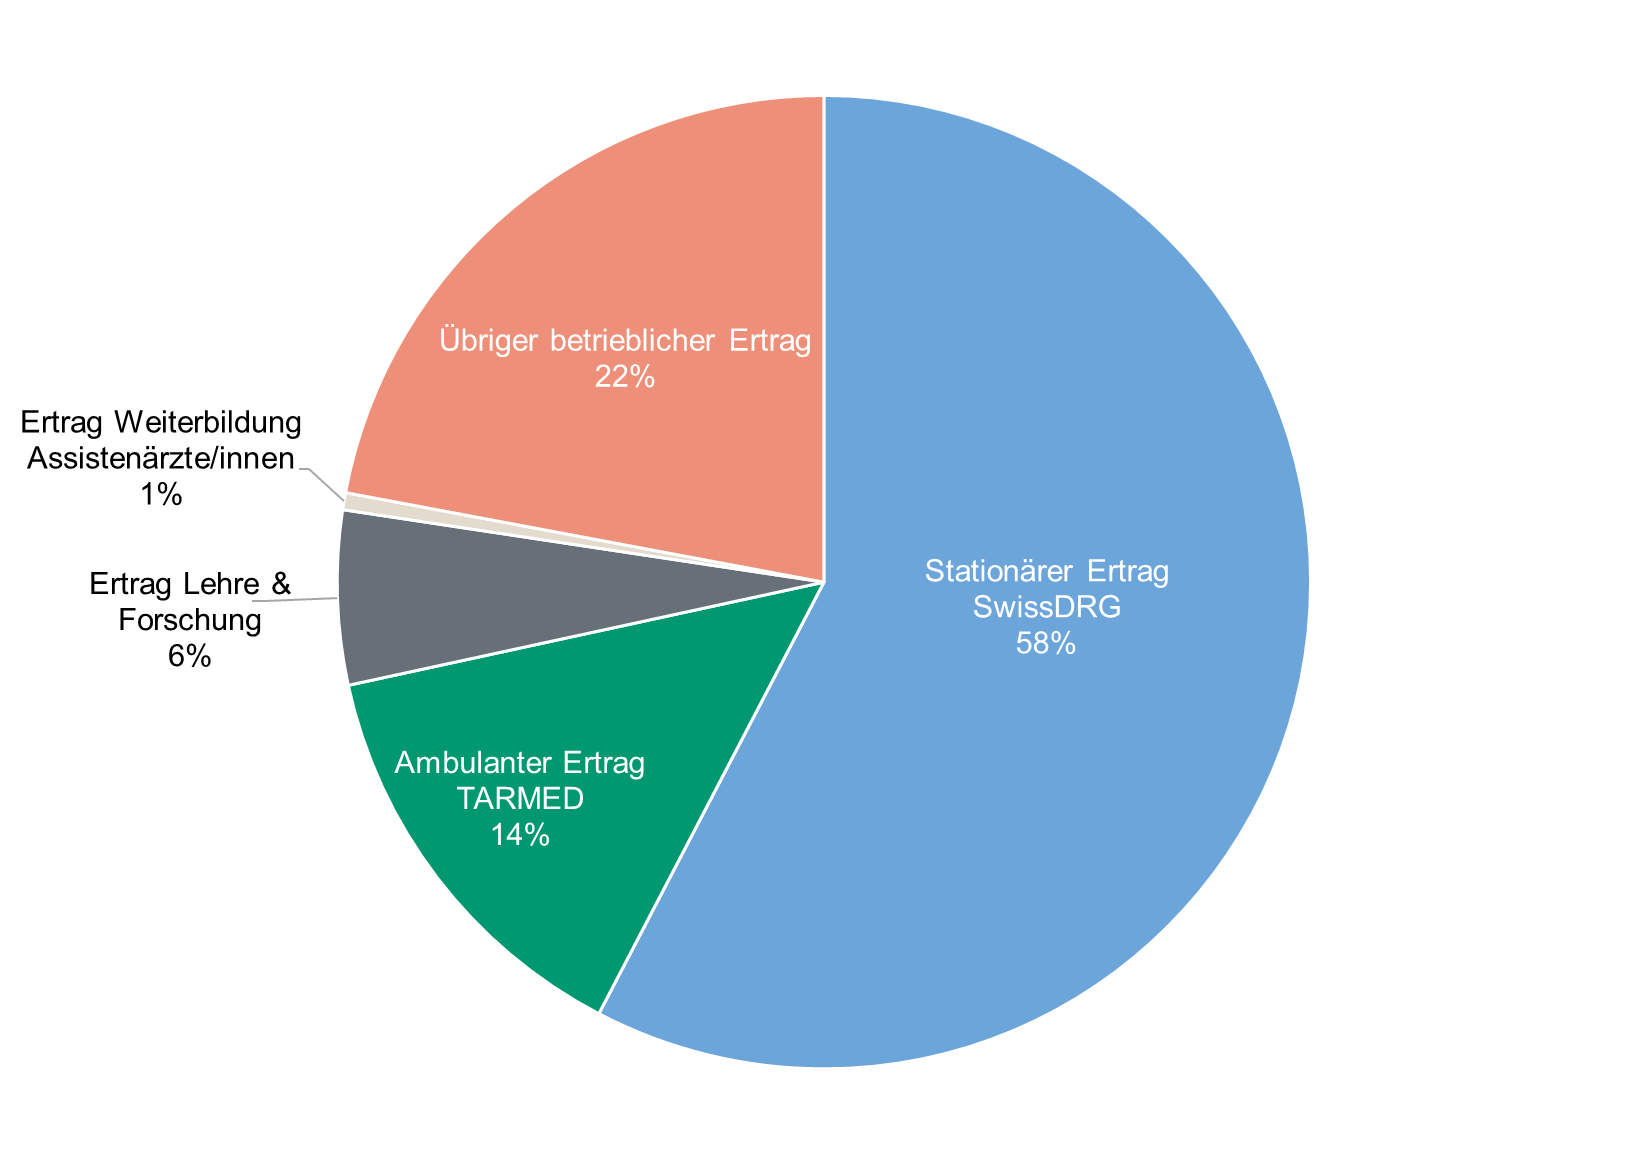 Übriger betrieblicher Ertrag
22%
Ertrag Weiterbildung
Assistenärzte/innen
1%
Ertrag Lehre &
Forschung
6%
Stationärer Ertrag
SwissDRG
58%
Ambulanter Ertrag
TARMED
14%